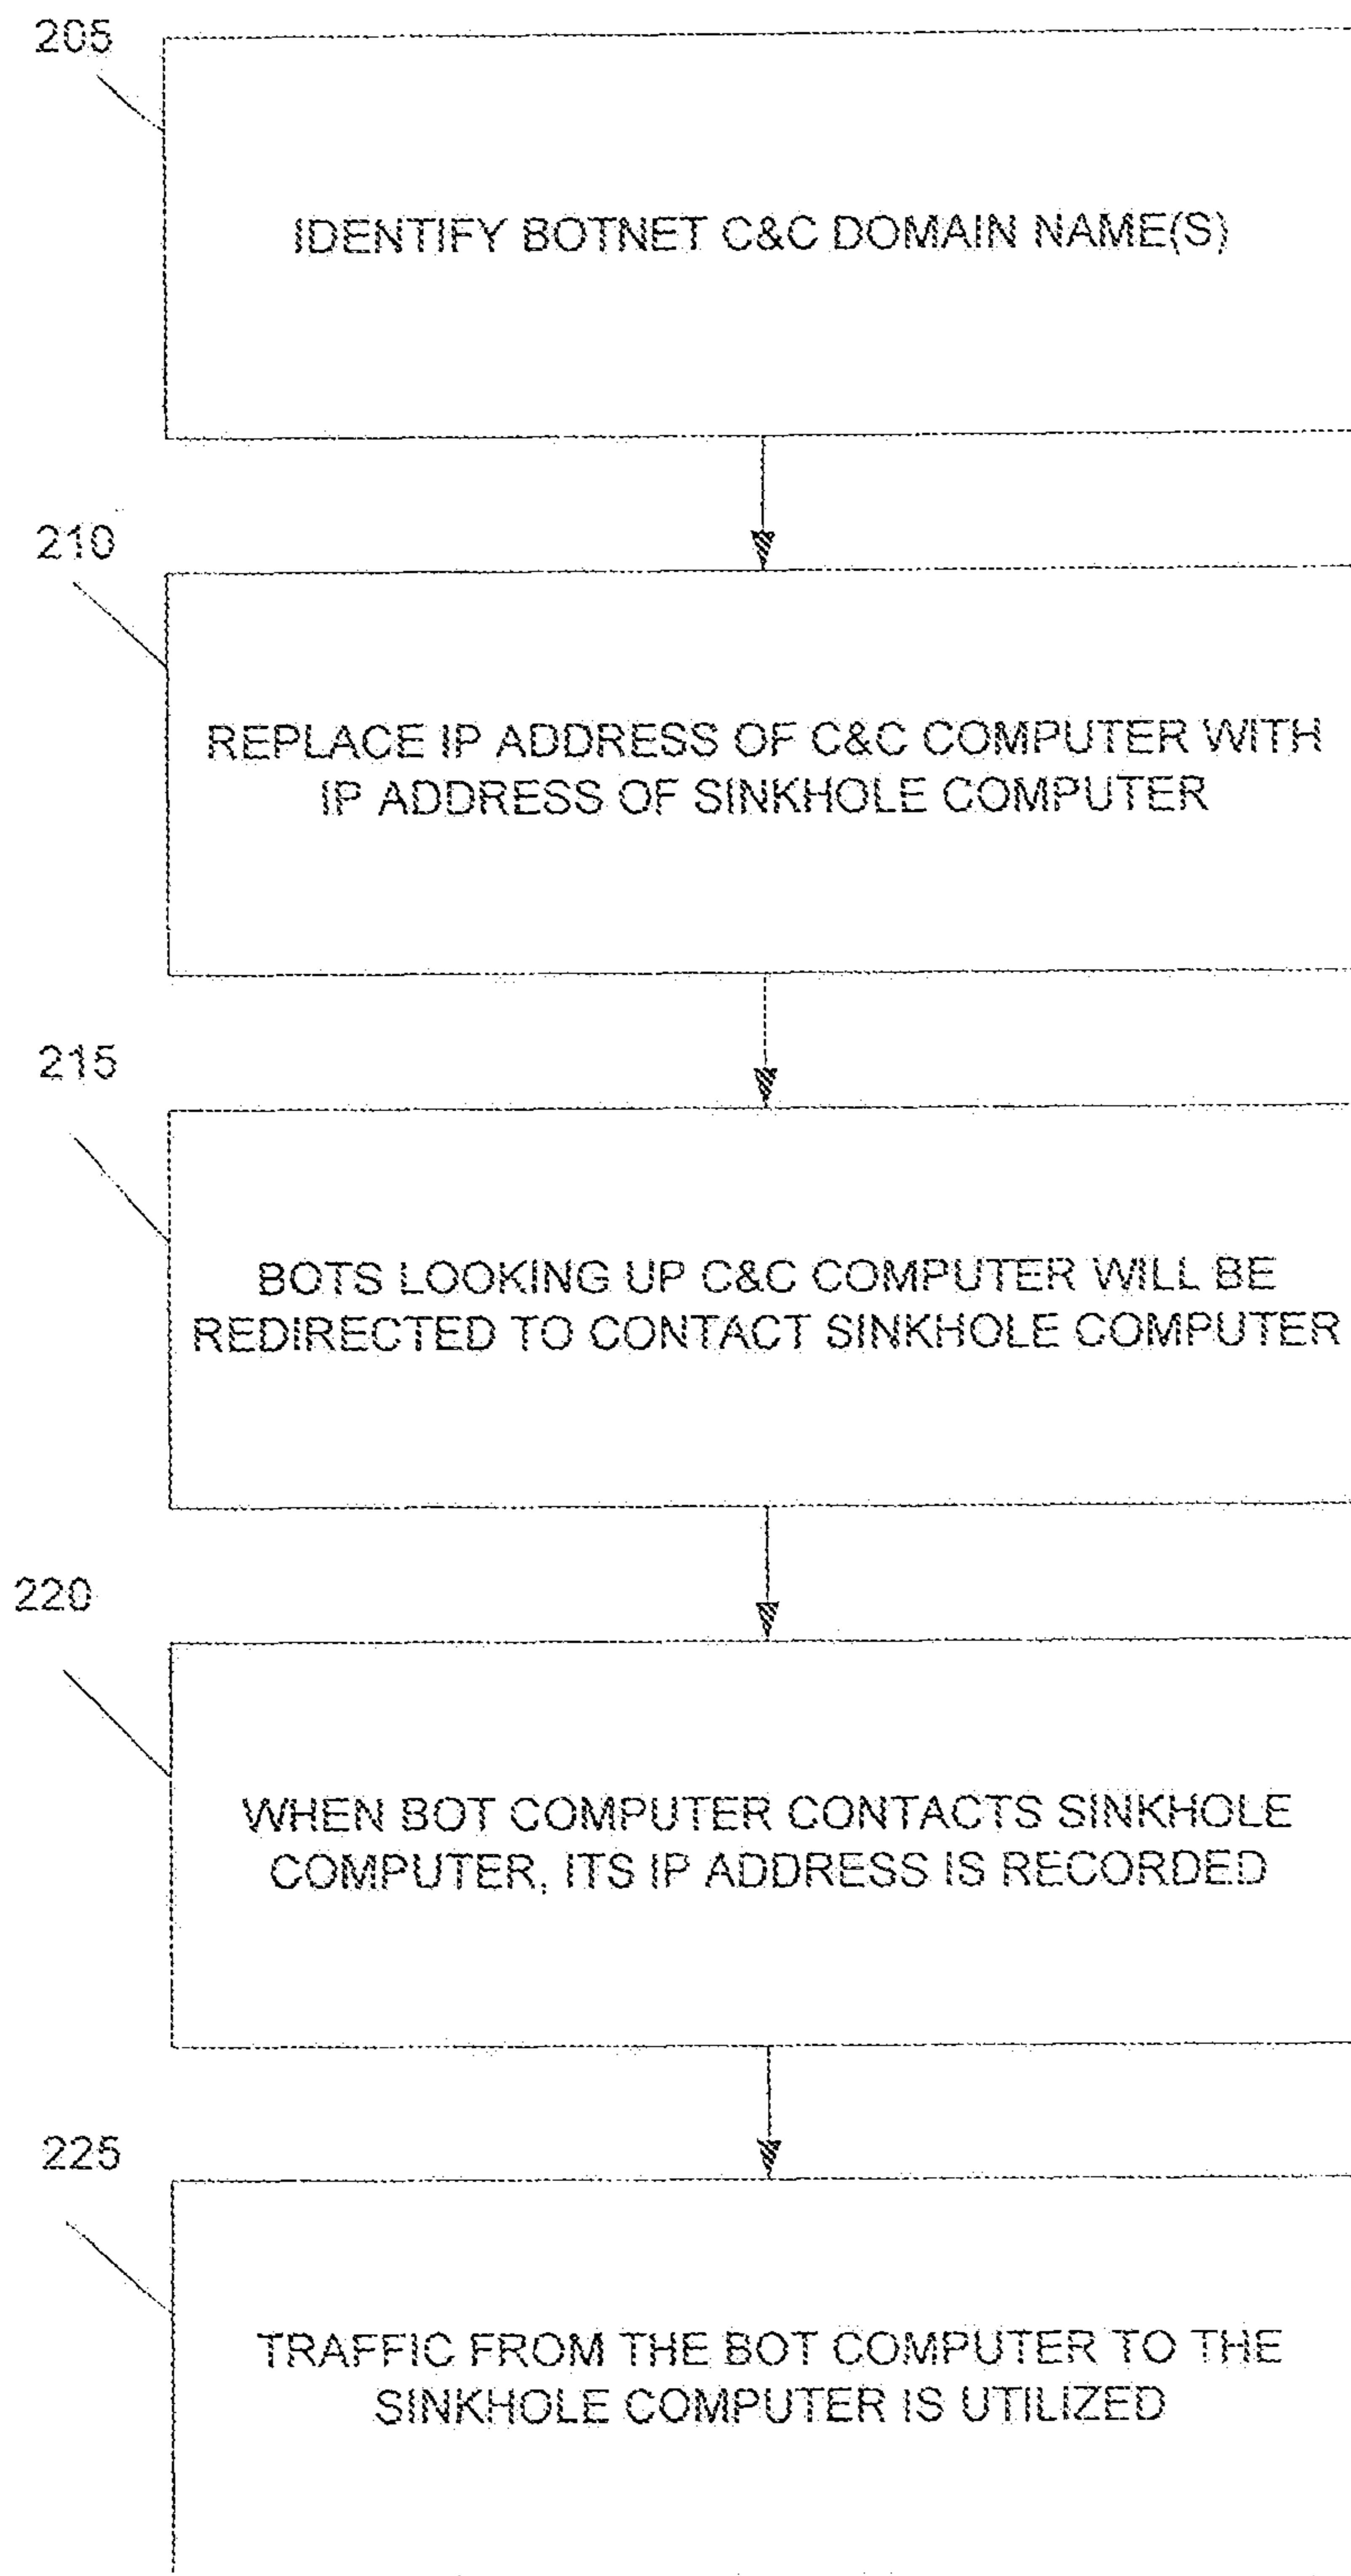 205
IDENTIFY BOTNET C&C DOMAIN NAME(S)
210
REPLACE IP ADDRESS OF C&C COMPUTER WITH
IP ADDRESS OF SINKHOLE COMPUTER
215
BOTS LOOKING UP C&C COMPUTER WILL BE
REDIRECTED TO CONTACT SINKHOLE COMPUTER
220
WHEN BOT COMPUTER CONTACTS SINKHOLE
COMPUTER, ITS IP ADDRESS IS RECORDED
225
TRAFFIC FROM THE BOT COMPUTER TO THE
SINKHOLE COMPUTER IS UTILIZED